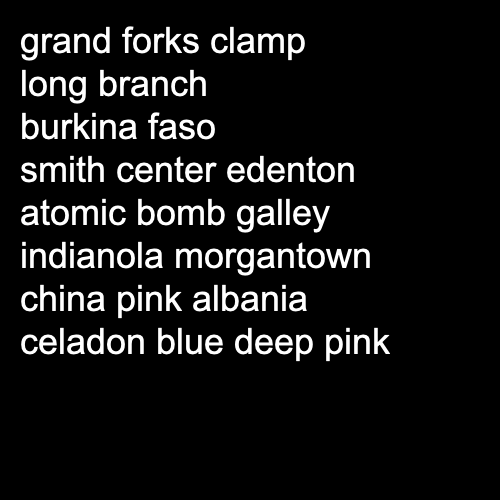 grand forks clamp
long branch
burkina faso
smith center edenton
atomic bomb galley
indianola morgantown
china pink albania
celadon blue deep pink